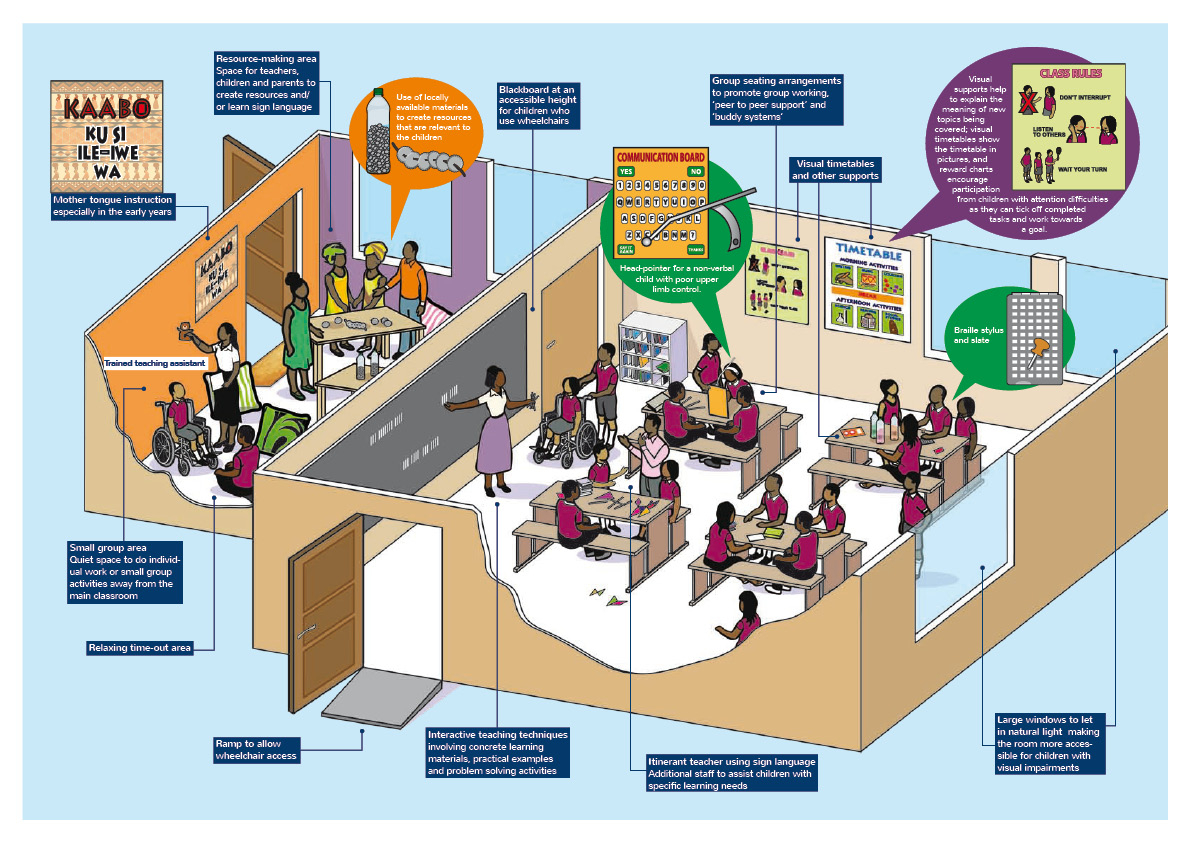 KAABO
KU SI
ILE-IWE
WA
Mother tongue instruction
especially in the early years
Resource-making area
Space for teachers,
children and parents to
create resources and/
or learn sign language
Use of locally
available materials
to create resources
that are relevant to
the children
Blackboard at an
accessible height
for children who
use wheelchairs
COMMUNICATION BOARD
YES
NO
1 2 3 4 5 6 7 8 9 0
Q W E R T Y U I O P
A S D F G K L
Z X B N M ?
THANKS
Head-pointer for a non-verbal
child with poor upper
limb control.
Group seating arrangements
to promote group working,
‘peer to peer support’ and
‘buddy systems’
Visual timetables
and other supports
Visual
supports help
to explain the
meaning of new
topics being
covered; visual
timetables show
the timetable in
pictures, and
reward charts
encourage
participation
from children with attention difficulties
as they can tick off completed
tasks and work towards
a goal.
CLASS RULES
DON'T INTERRUPT
LISTEN
TO OTHERS
WAIT YOUR TURN
KAABO
KU SI
ILE-IWE
WA
TIMETABLE
MORNING ACTIVITIES
BREAK
AFTERNOON ACTIVITIES
Braille stylus
and slate
Trained teaching assistant
Small group area
Quiet space to do individ-
ual work or small group
activities away from the
main classroom
Relaxing time-out area
Ramp to allow
wheelchair access
Interactive teaching techniques
involving concrete learning
materials, practical examples
and problem solving activities
Itinerant teacher using sign language
Additional staff to assist children with
specific learning needs
Large windows to let
in natural light making
the room more acces-
sible for children with
visual impairments